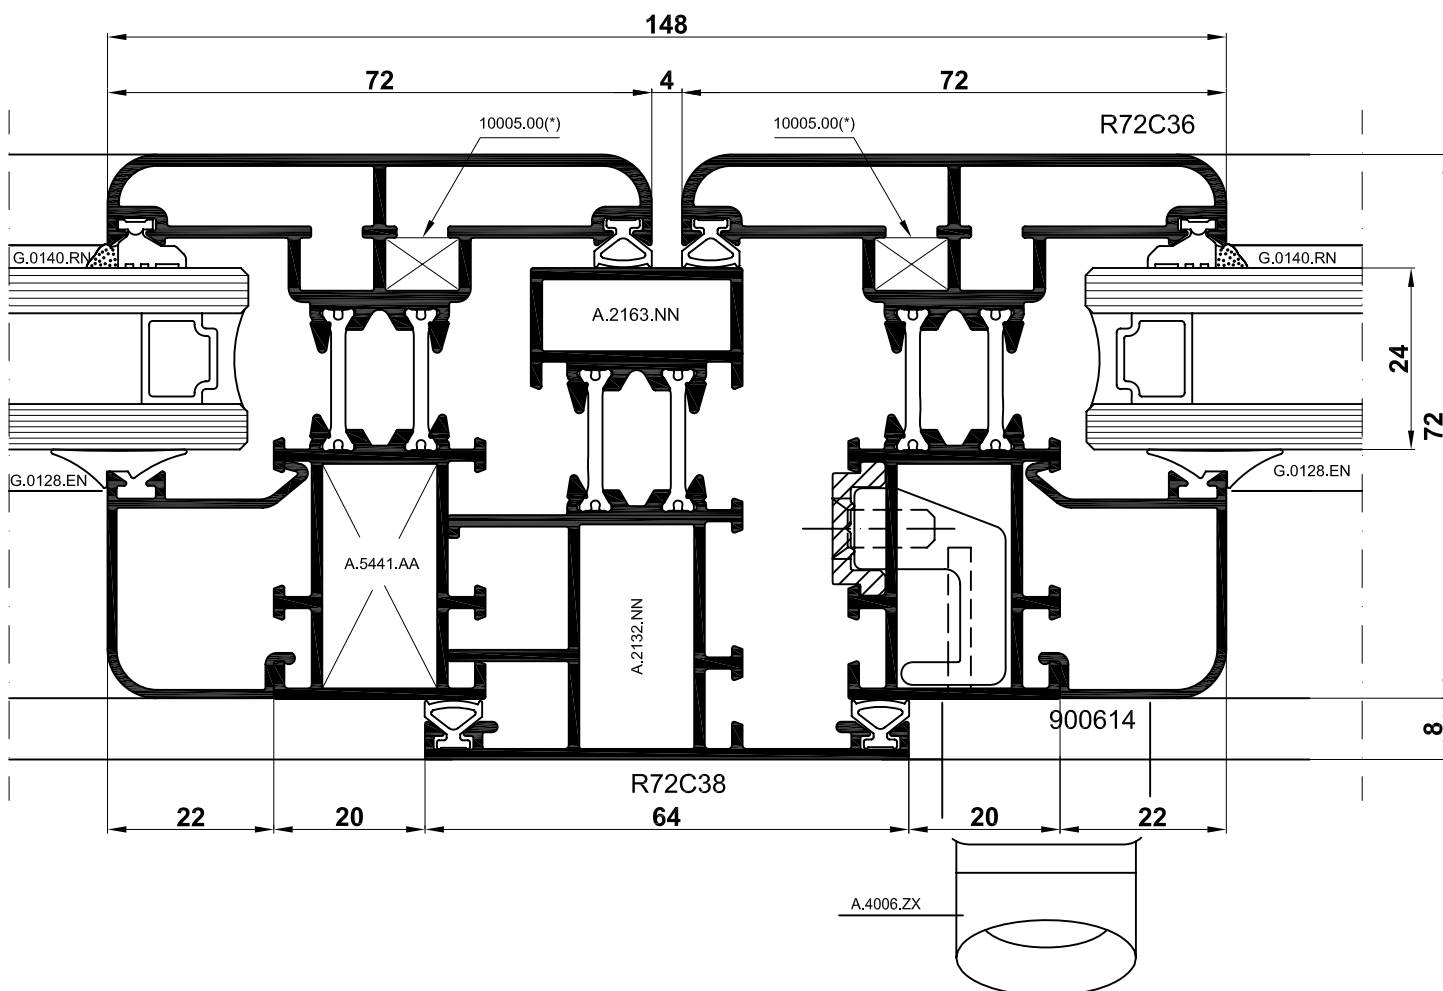 148
72
4
72
10005.00(*)
10005.00(*)
R72C36
G.0140.RN
G.0140.RN
A.2163.NN
24
72
G.0128.EN
G.0128.EN
A.5441.AA
A.2132.NN
900614
8
R72C38
22
20
64
20
22
A.4006.ZX